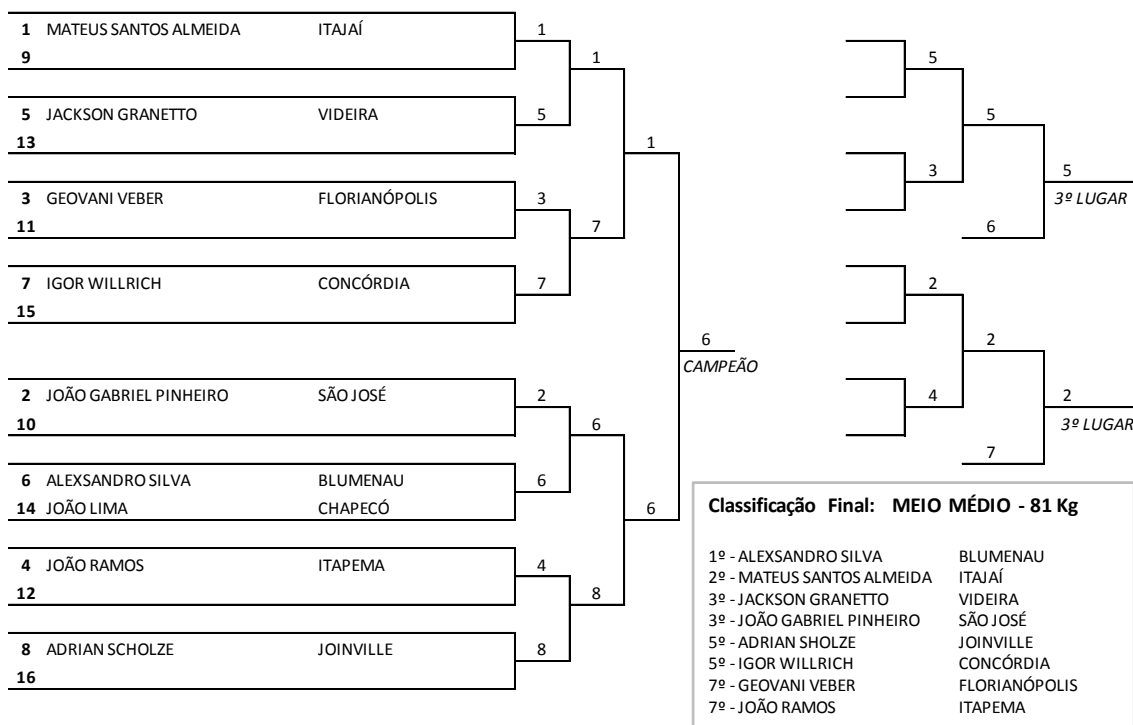 1 MATEUS SANTOS ALMEIDA ITAJAÍ
9
5 JACKSON GRANETTO VIDEIRA
13
3 GEOVANI VEBER FLORIANÓPOLIS
11
7 IGOR WILLRICH CONCÓRDIA
15
2 JOÃO GABRIEL PINHEIRO SÃO JOSÉ
10
6 ALEXSANDRO SILVA BLUMENAU
14 JOÃO LIMA CHAPECÓ
4 JOÃO RAMOS ITAPEMA
12
8 ADRIAN SCHOLZE JOINVILLE
16
1
5
3
7
2
6
4
8
1
7
6
8
1
6
6
CAMPEÃO
5
3
5
6
5
3º LUGAR
2
4
2
7
2
3º LUGAR
Classificação Final: MEIO MÉDIO - 81 Kg
1º - ALEXSANDRO SILVA BLUMENAU
2º - MATEUS SANTOS ALMEIDA ITAJAÍ
3º - JACKSON GRANETTO VIDEIRA
3º - JOÃO GABRIEL PINHEIRO SÃO JOSÉ
5º - ADRIAN SHOLZE JOINVILLE
5º - IGOR WILLRICH CONCÓRDIA
7º - GEOVANI VEBER FLORIANÓPOLIS
7º - JOÃO RAMOS ITAPEMA